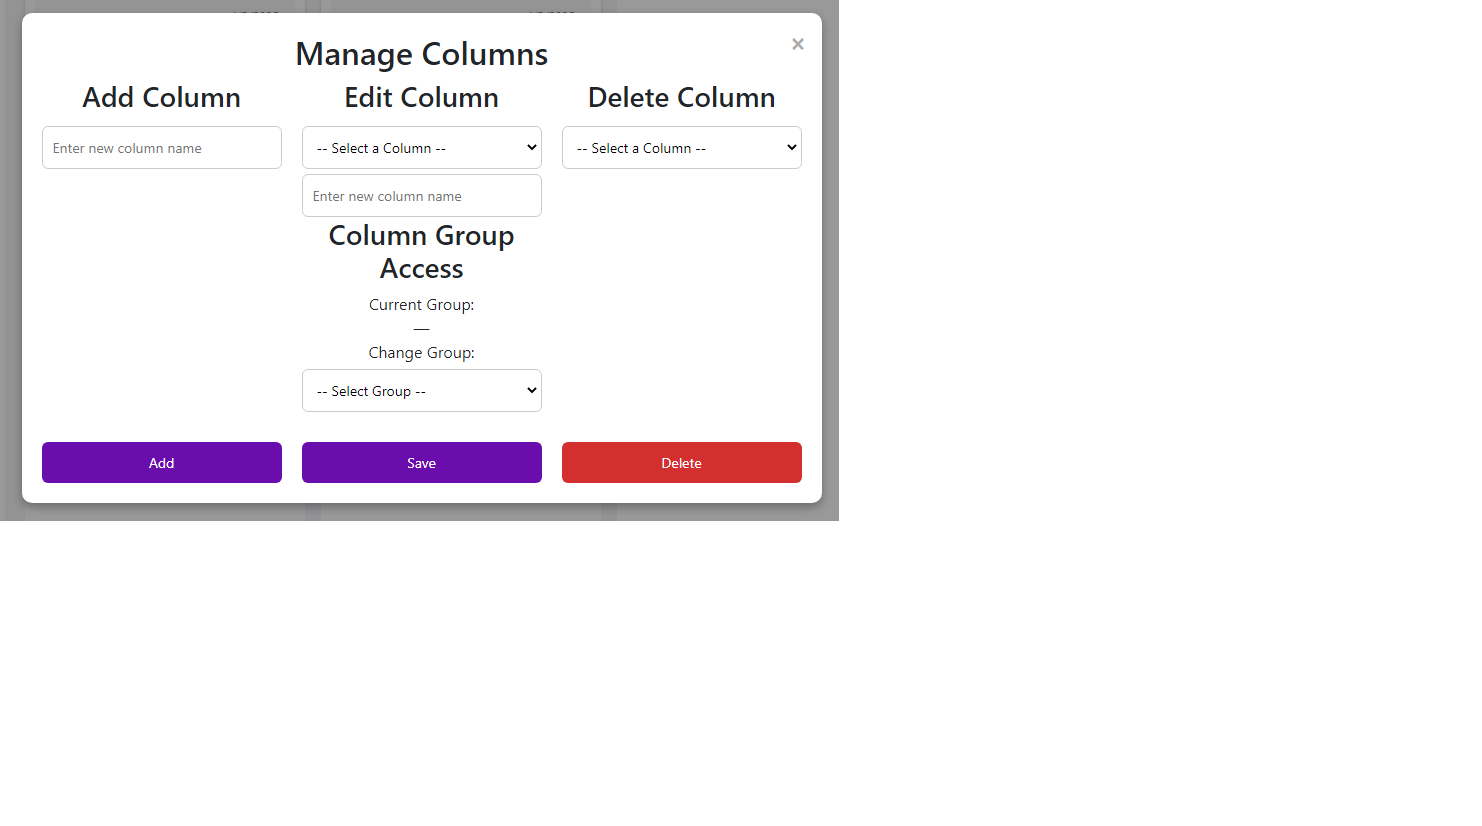 Manage Columns
×
Add Column
Enter new column name
Edit Column
-- Select a Column --
Enter new column name
Column Group
Access
Current Group:
—
Change Group:
-- Select Group --
Delete Column
-- Select a Column --
Add
Save
Delete